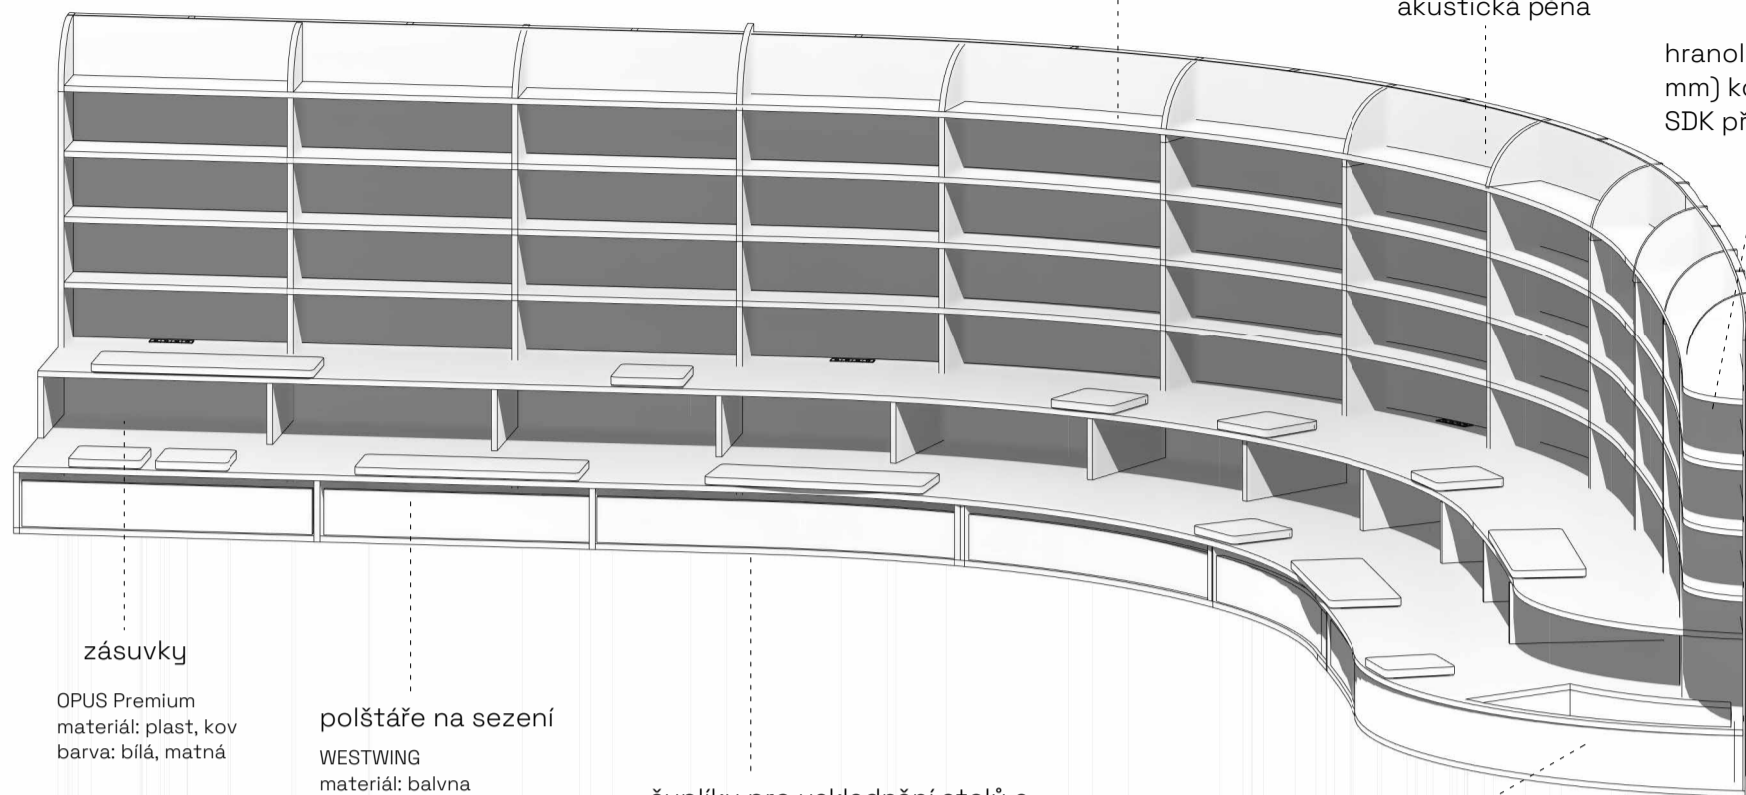 akustická pěna
hranol
mm)
SDK
zásuvky
OPUS Premium
materiál: plast, kov
barva: bílá, matná
polštáře na sezení
WESTWING
materiál: balvna